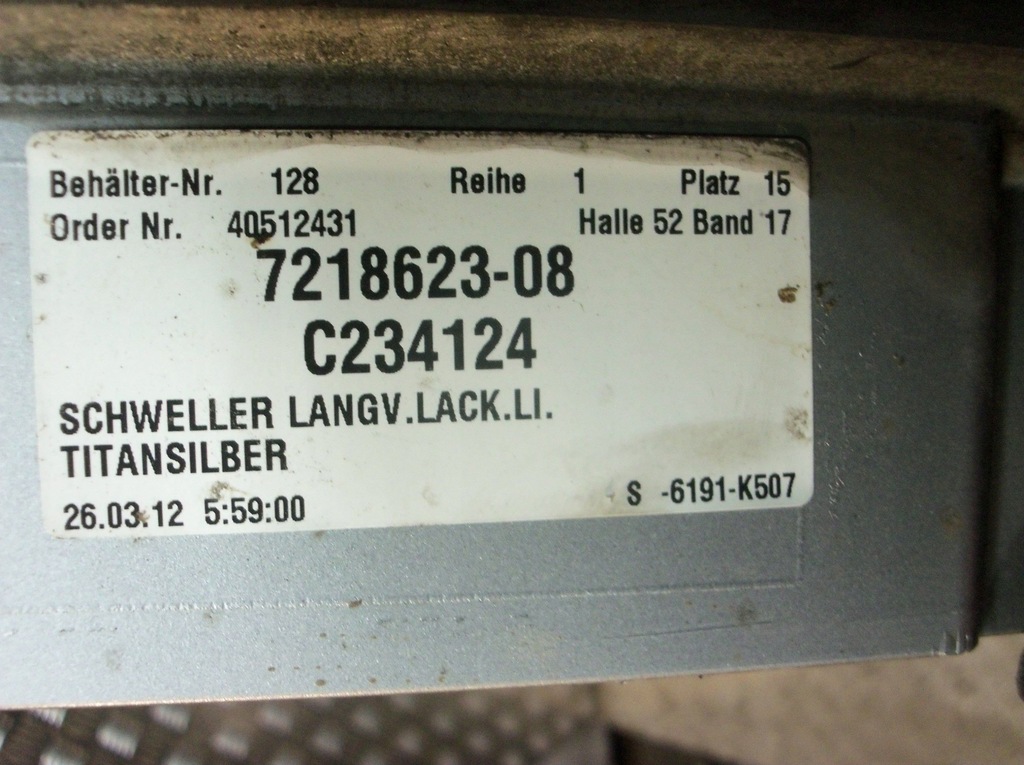 Behälter-Nr. 128 Reihe 1 Platz 15
Order Nr. 40512431 Halle 52 Band 17
7218623-08
C234124
SCHWELLER LANGV.LACK.LI.
TITANSILBER
26.03.12 5:59:00 S -6191-K507